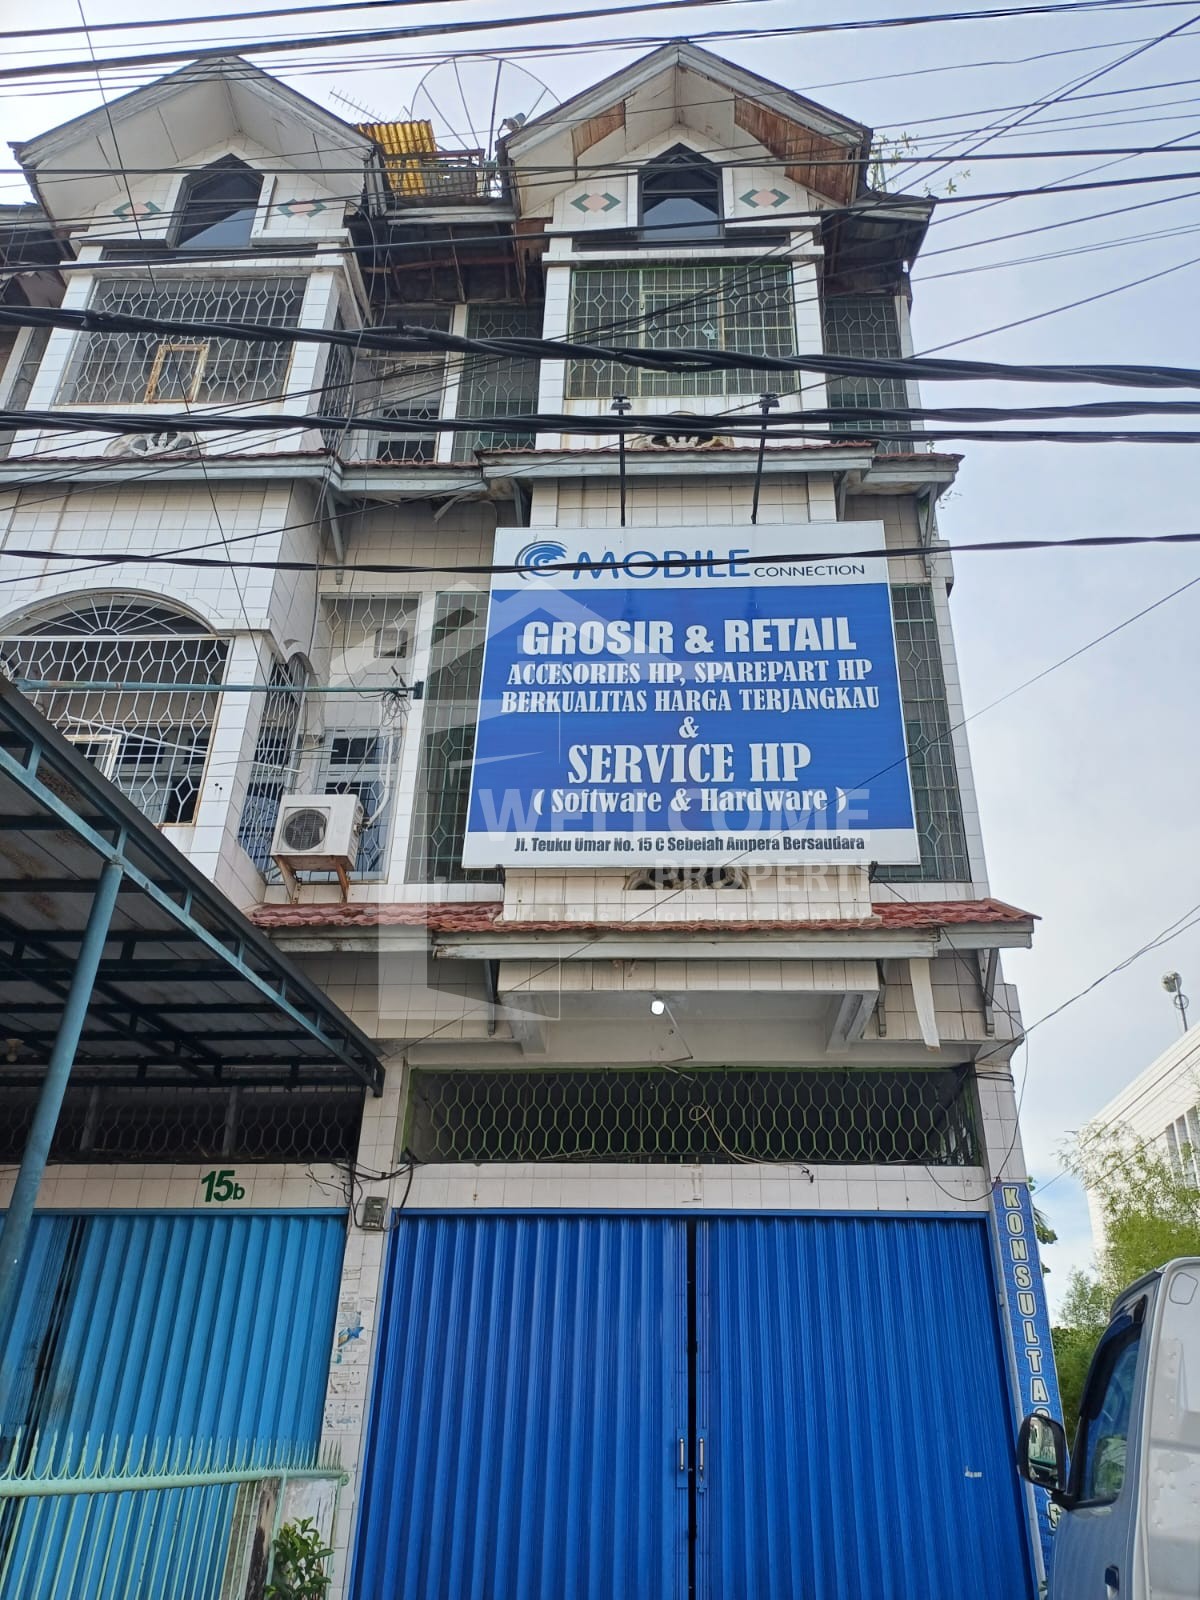 MOBILE CONNECTION
GROSIR & RETAIL
ACCESORIES HP, SPAREPART HP
BERKUALITAS HARGA TERJANGKAU
&
SERVICE HP
( Software & Hardware )
Jl. Teuku Umar No. 15 C Sebelah Ampera Bersaudara
WELLCOME
PROPERTI
15b
KONSULTA